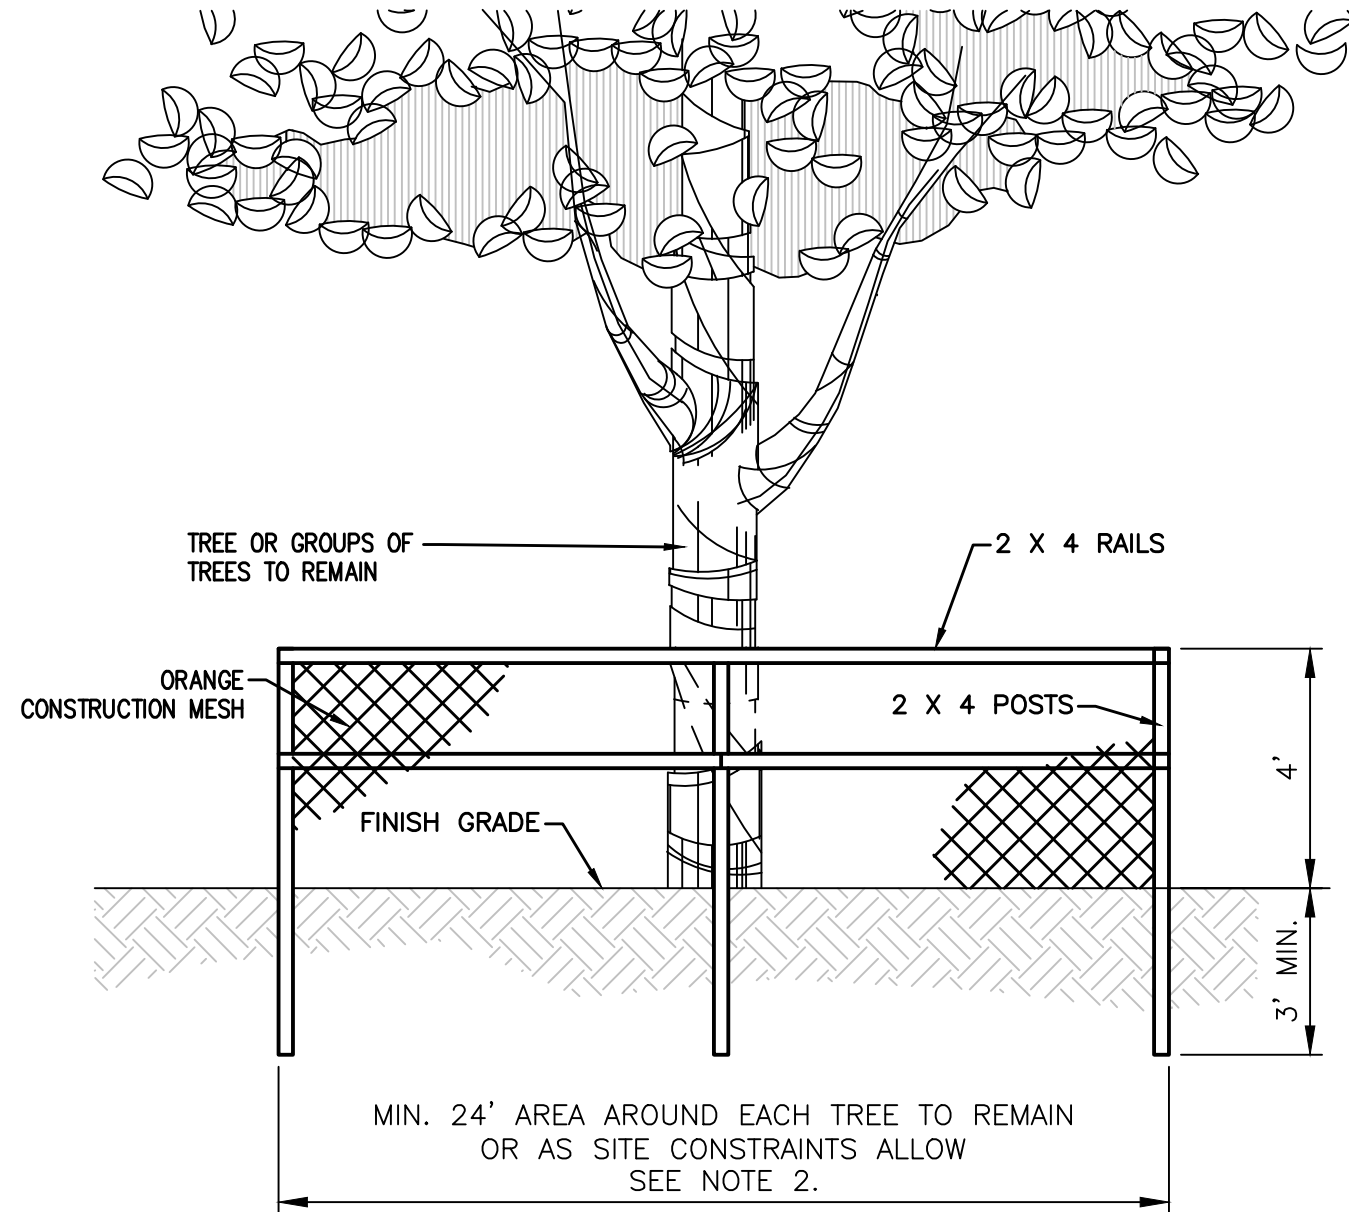 TREE OR GROUPS OF
TREES TO REMAIN
2 X 4 RAILS
ORANGE
CONSTRUCTION MESH
2 X 4 POSTS
4'
FINISH GRADE
3' MIN.
MIN. 24' AREA AROUND EACH TREE TO REMAIN
OR AS SITE CONSTRAINTS ALLOW
SEE NOTE 2.